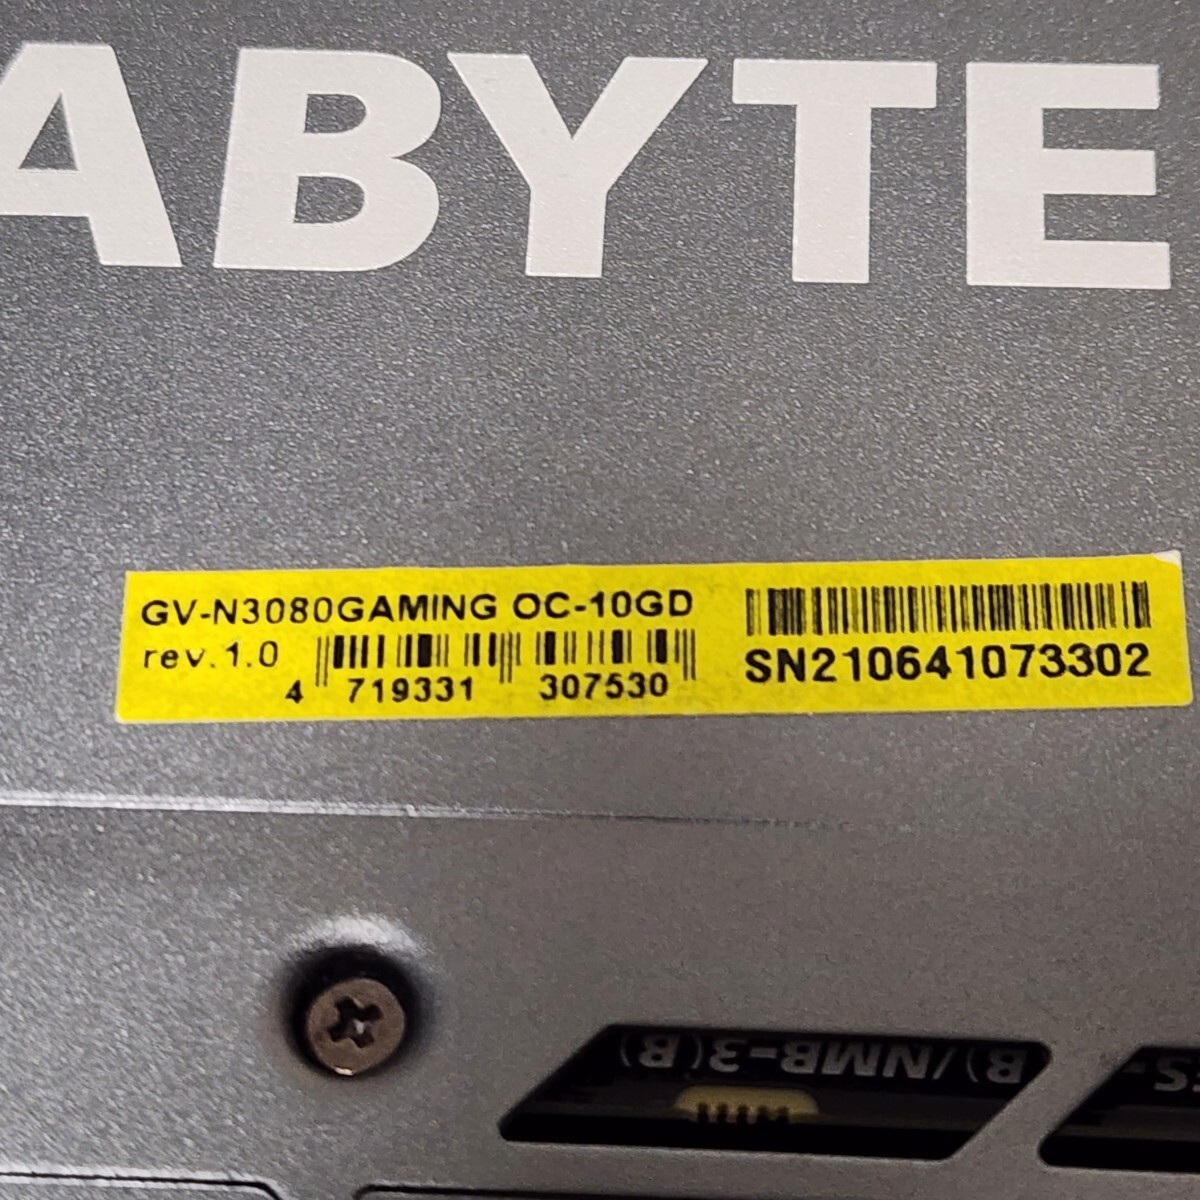 ABYTE
GV-N3080GAMING OC-10GD
rev.1.0
4 719331 307530
SN210641073302
B)/NMB-3(B)